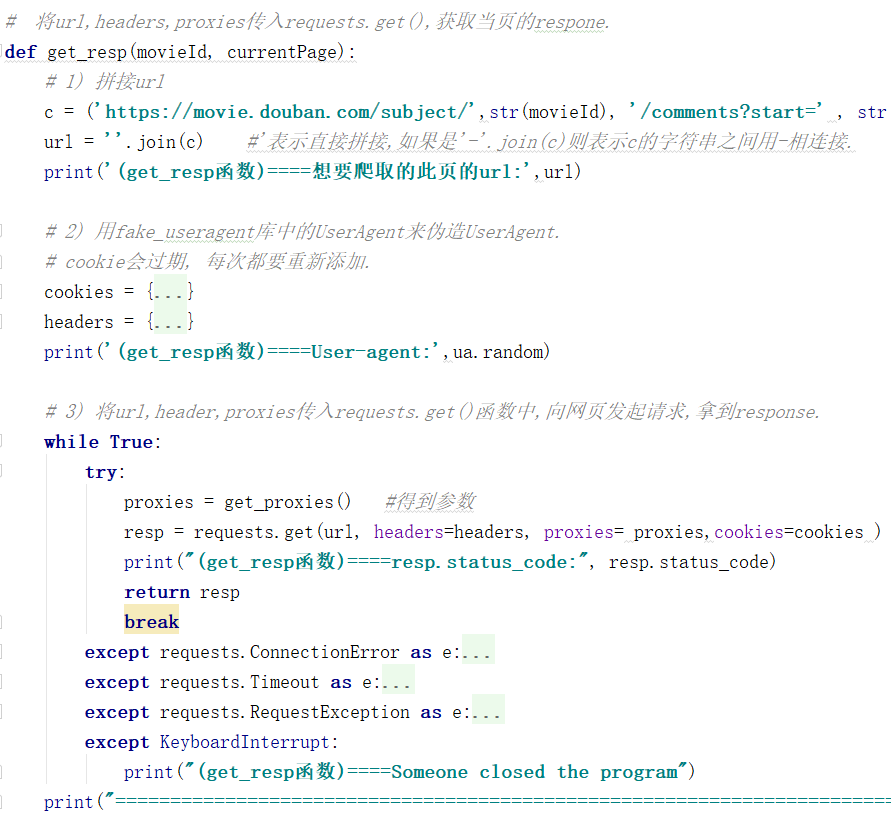 #  将url,headers,proxies传入requests.get(),获取当页的respone.
def get_resp(movieId, currentPage):
    # 1) 拼接url
    c = ('https://movie.douban.com/subject/',str(movieId), '/comments?start=' , str
    url = ''.join(c)    #'表示直接拼接,如果是'-'.join(c)则表示c的字符串之间用-相连接.
    print('(get_resp函数)====想要爬取的此页的url:',url)
    # 2) 用fake_useragent库中的UserAgent来伪造UserAgent.
    # cookie会过期, 每次都要重新添加.
    cookies = {...}
    headers = {...}
    print('(get_resp函数)====User-agent:',ua.random)
    # 3) 将url,header,proxies传入requests.get()函数中,向网页发起请求,拿到response.
    while True:
        try:
            proxies = get_proxies()   #得到参数
            resp = requests.get(url, headers=headers, proxies= proxies,cookies=cookies )
            print("(get_resp函数)====resp.status_code:", resp.status_code)
            return resp
            break
        except requests.ConnectionError as e:...
        except requests.Timeout as e:...
        except requests.RequestException as e:...
        except KeyboardInterrupt:
            print("(get_resp函数)====Someone closed the program")
    print("======================================================================